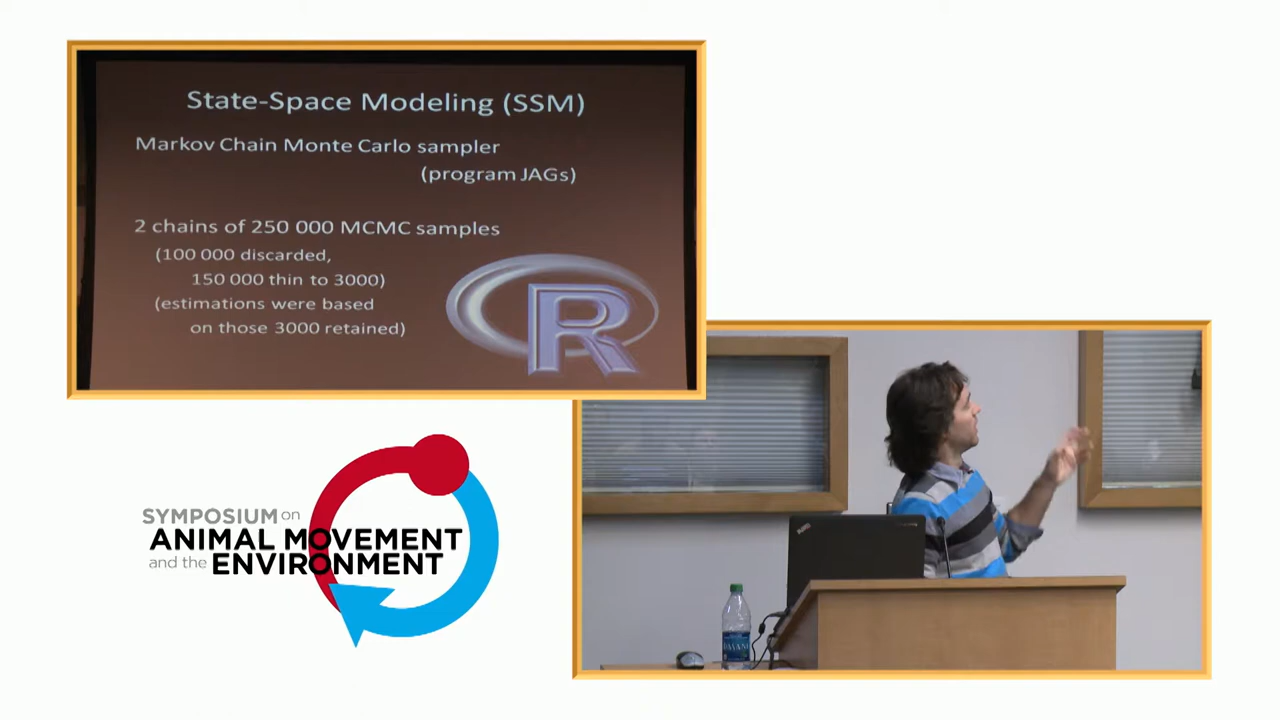 State-Space Modeling (SSM)
Markov Chain Monte Carlo sampler
(program JAGs)
2 chains of 250 000 MCMC samples
(100 000 discarded,
150 000 thin to 3000)
(estimations were based
on those 3000 retained)
R
SYMPOSIUM on
ANIMAL MOVEMENT
and the ENVIRONMENT
DASANI